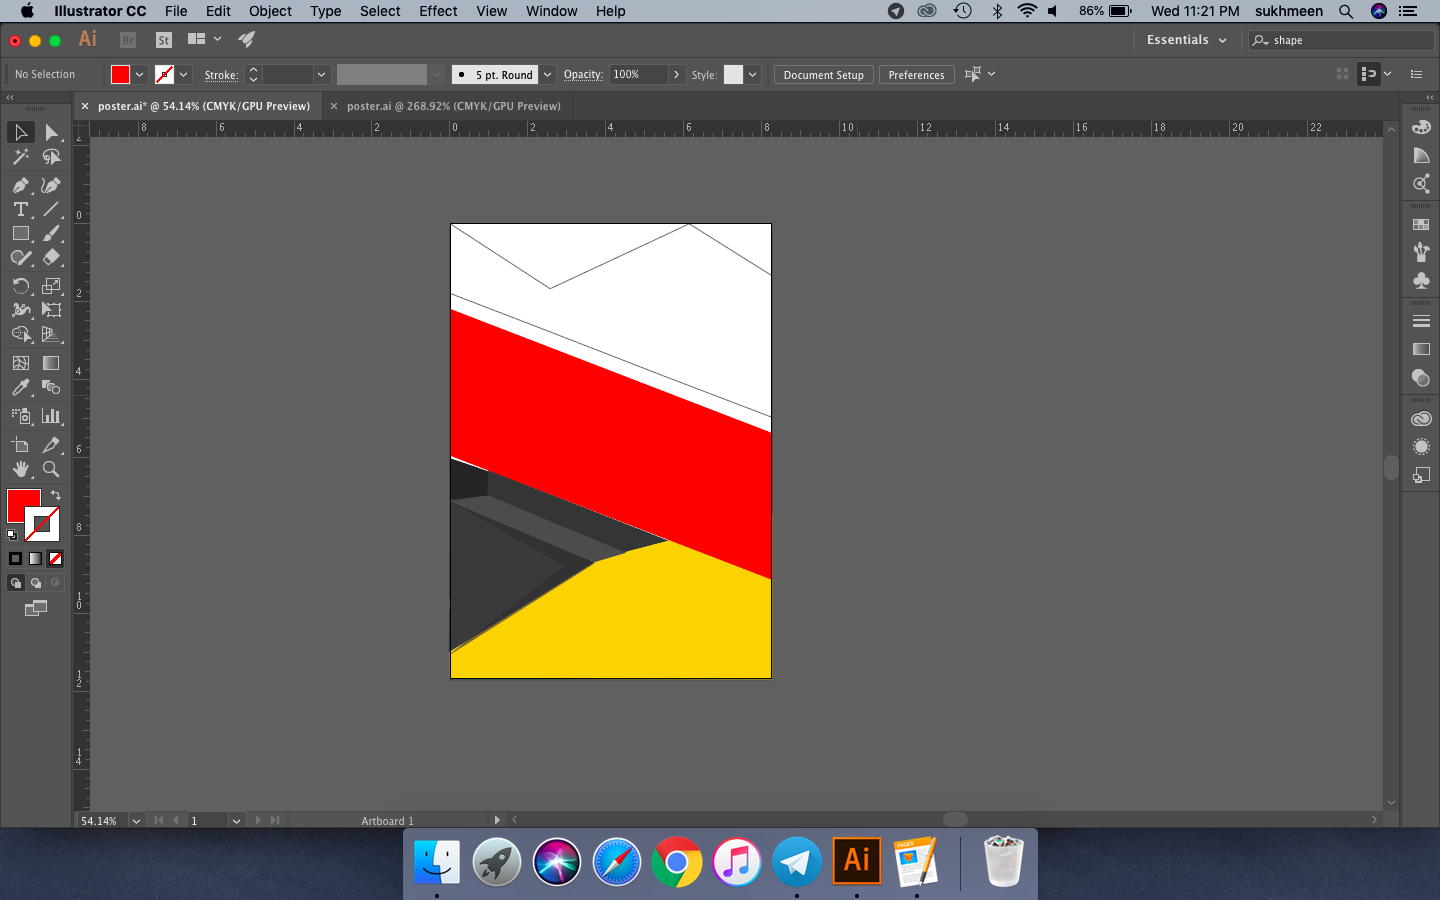 Illustrator CC File Edit Object Type Select Effect View Window Help 86% Wed 11:21 PM sukhmeen
Ai Br St Essentials shape
No Selection Stroke: 5 pt. Round Opacity: 100% Style: Document Setup Preferences
× poster.ai* @ 54.14% (CMYK/GPU Preview) × poster.ai @ 268.92% (CMYK/GPU Preview)
8 6 4 2 0 2 4 6 8 10 12 14 16 18 20 22
2
0
2
4
6
8
10
12
14
54.14% 1 Artboard 1
PAGES
Ai